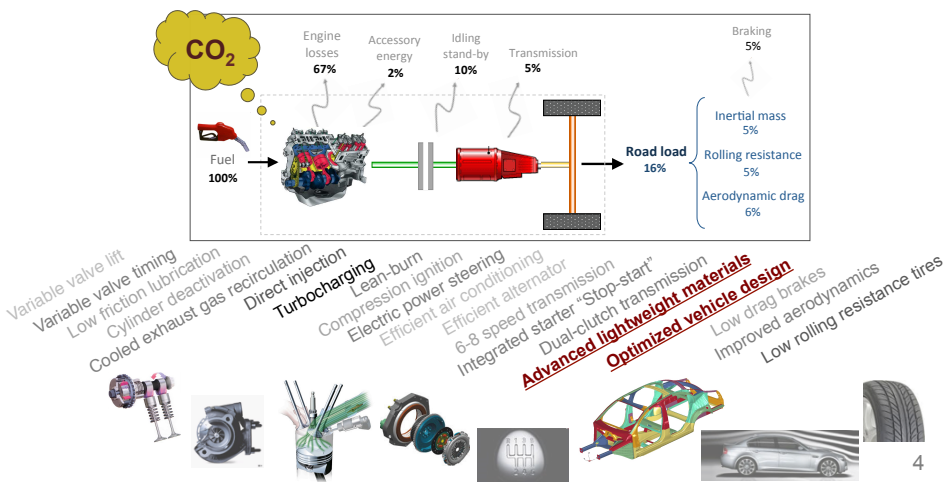 CO2
Engine
losses
67%
Accessory
energy
2%
Idling
stand-by
10%
Transmission
5%
Braking
5%
Fuel
100%
Road load
16%
Inertial mass
5%
Rolling resistance
5%
Aerodynamic drag
6%
Variable valve lift
Variable valve timing
Low friction lubrication
Cylinder deactivation
Cooled exhaust gas recirculation
Direct injection
Turbocharging
Lean-burn
Compression ignition
Electric power steering
Efficient air conditioning
Efficient alternator
6-8 speed transmission
Integrated starter “Stop-start”
Dual-clutch transmission
Advanced lightweight materials
Optimized vehicle design
Low drag brakes
Improved aerodynamics
Low rolling resistance tires
4